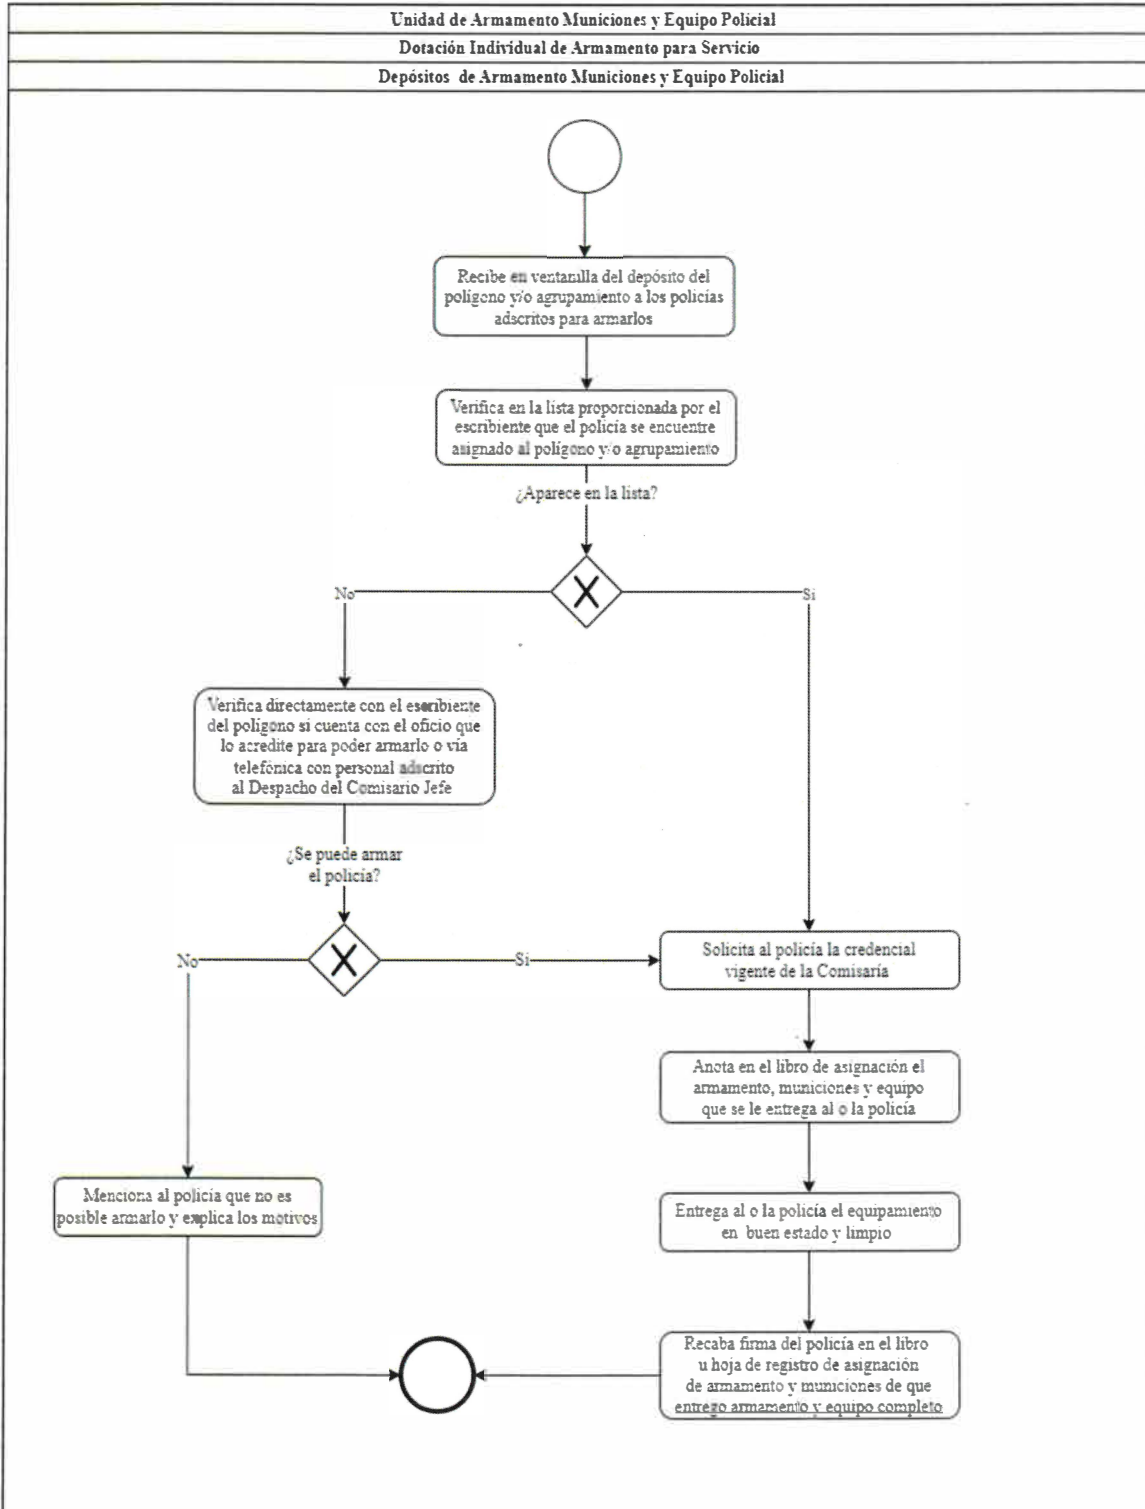 Unidad de Armamento Municiones y Equipo Policial
Dotación Individual de Armamento para Servicio
Depósitos de Armamento Municiones y Equipo Policial
Recibe en ventanilla del depósito del
polígono y/o agrupamiento a los policías
adscritos para armarlos
Verifica en la lista proporcionada por el
escribiente que el policía se encuentre
asignado al polígono y/o agrupamiento
¿Aparece en la lista?
No
Si
Verifica directamente con el escribiente
del polígono si cuenta con el oficio que
lo acredite para poder armarlo o vía
telefónica con personal adscrito
al Despacho del Comisario Jefe
¿Se puede armar
el policía?
No
Si
Solicita al policía la credencial
vigente de la Comisaría
Anota en el libro de asignación el
armamento, municiones y equipo
que se le entrega al o la policía
Menciona al policia que no es
posible armarlo y explica los motivos
Entrega al o la policía el equipamiento
en buen estado y limpio
Recaba firma del policía en el libro
u hoja de registro de asignación
de armamento y municiones de que
entrego armamento y equipo completo